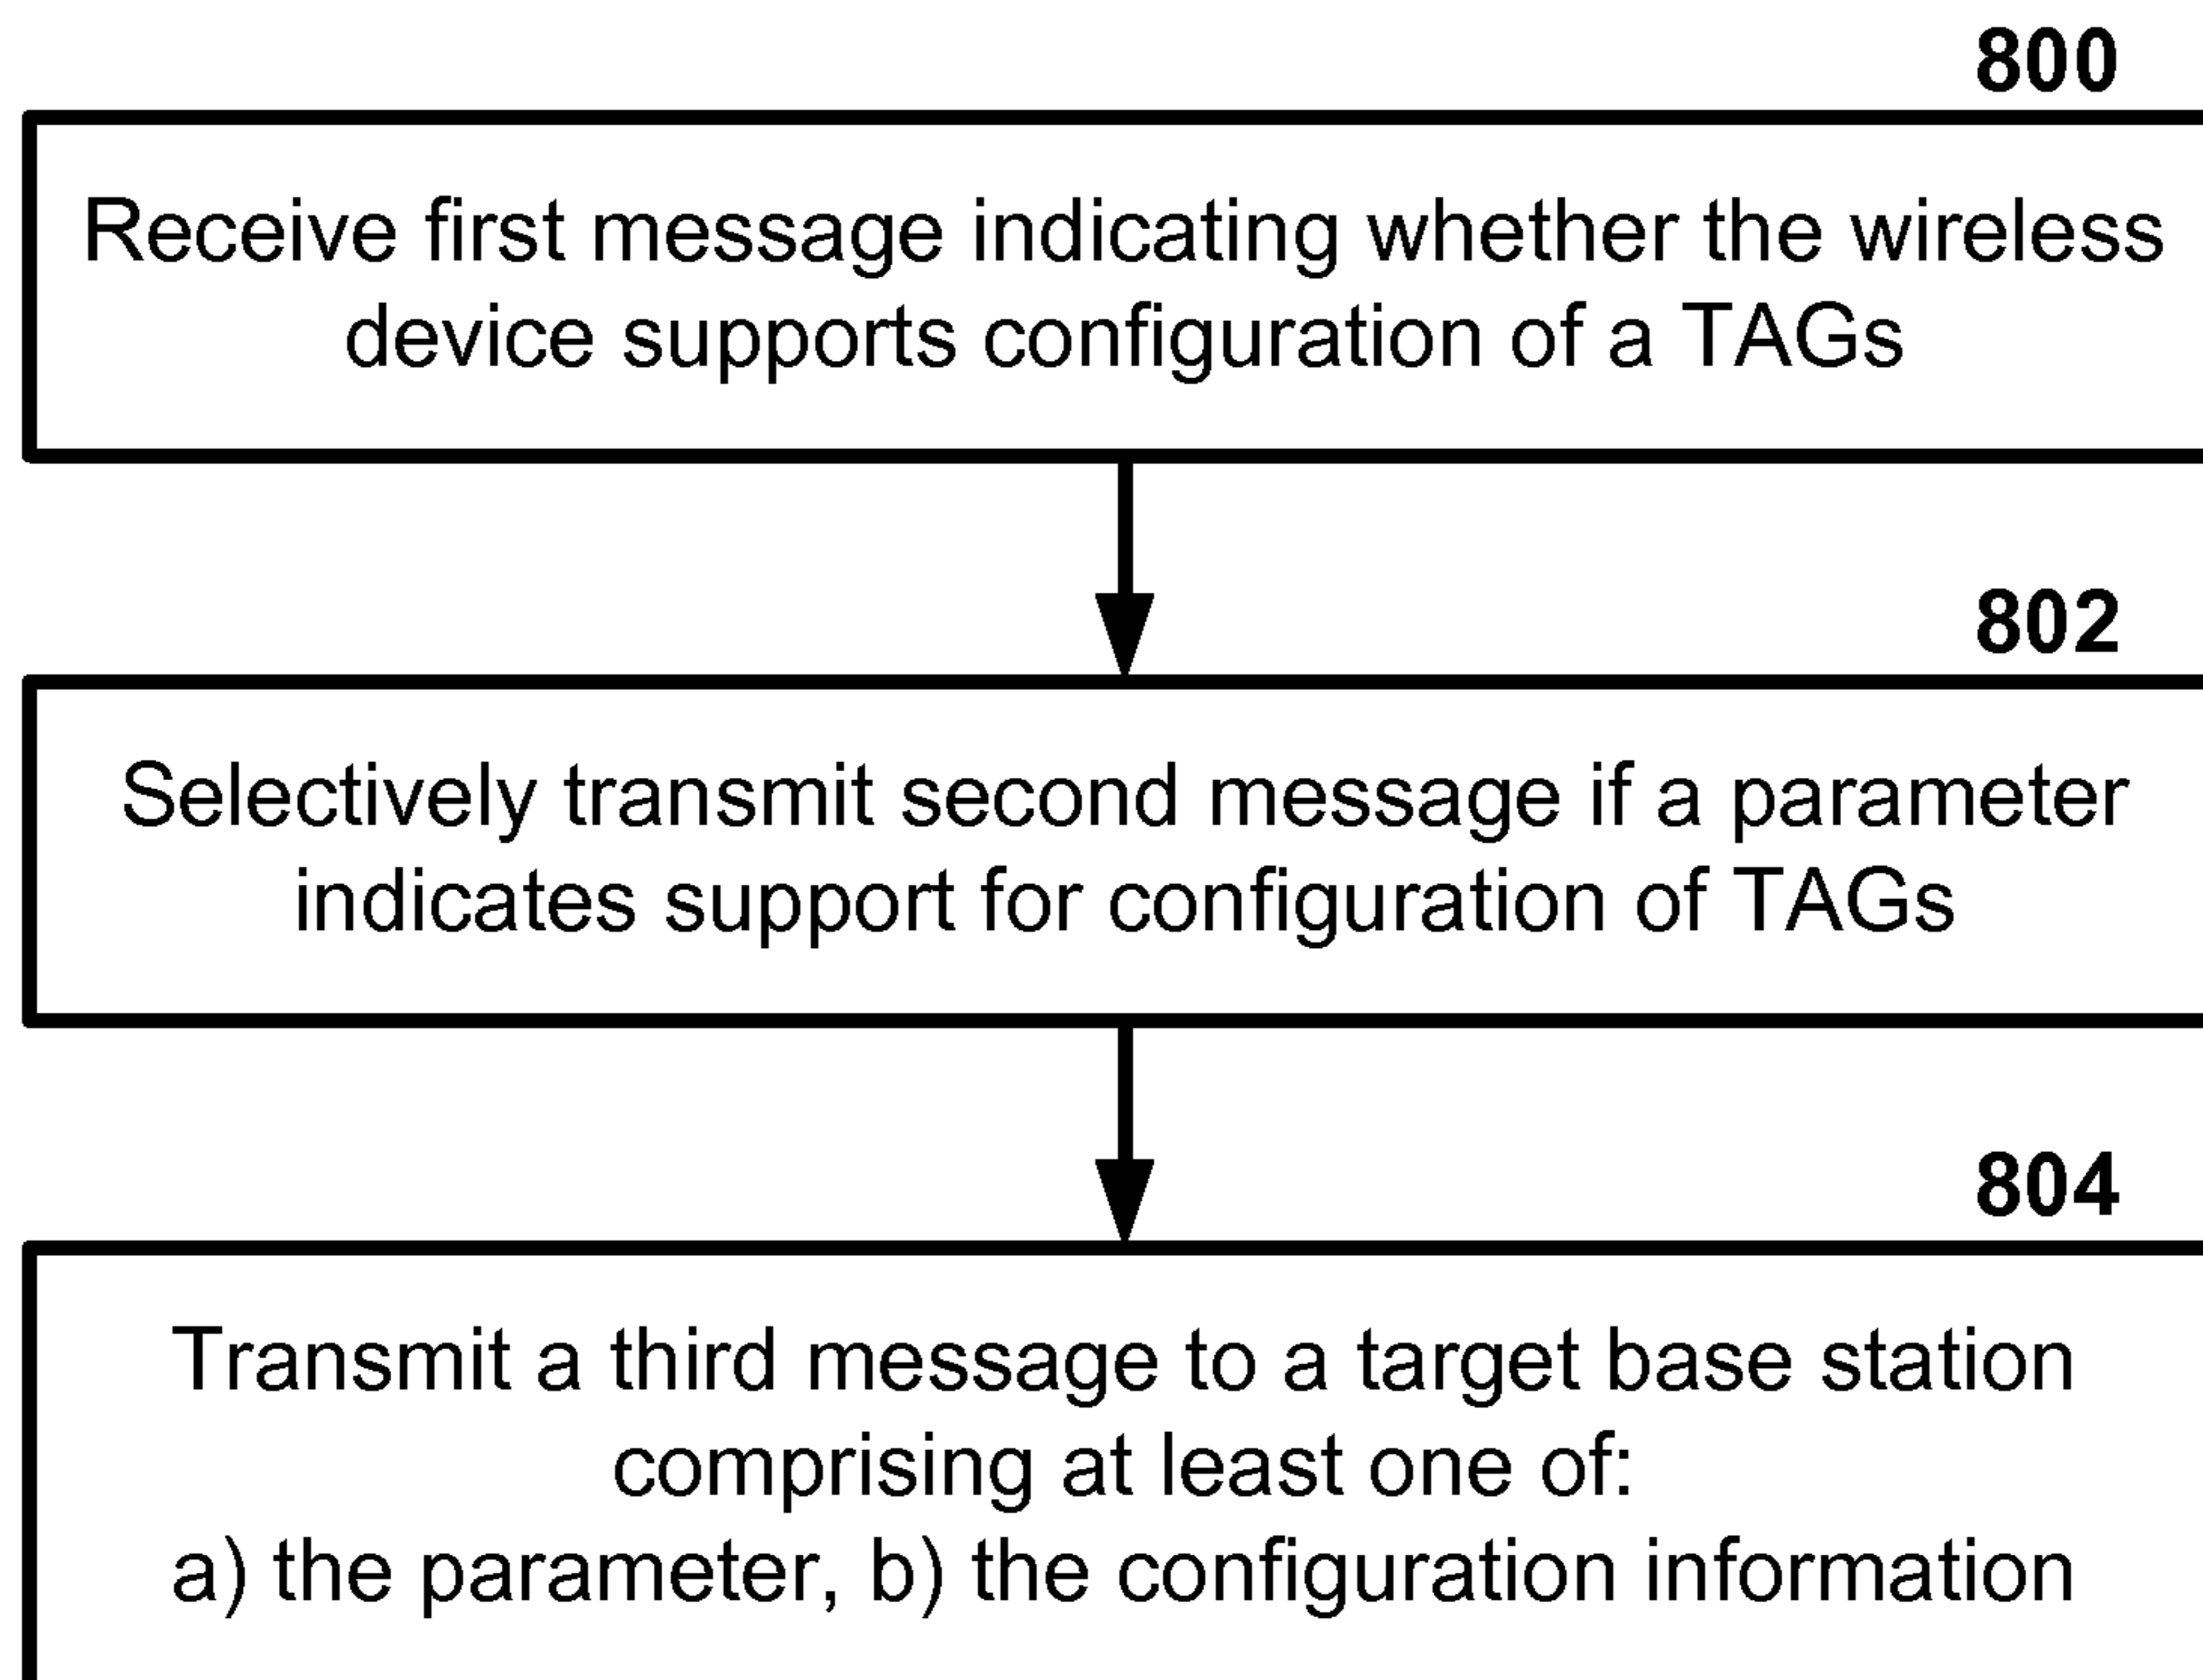 800
Receive first message indicating whether the wireless
device supports configuration of a TAGs
802
Selectively transmit second message if a parameter
indicates support for configuration of TAGs
804
Transmit a third message to a target base station
comprising at least one of:
a) the parameter, b) the configuration information